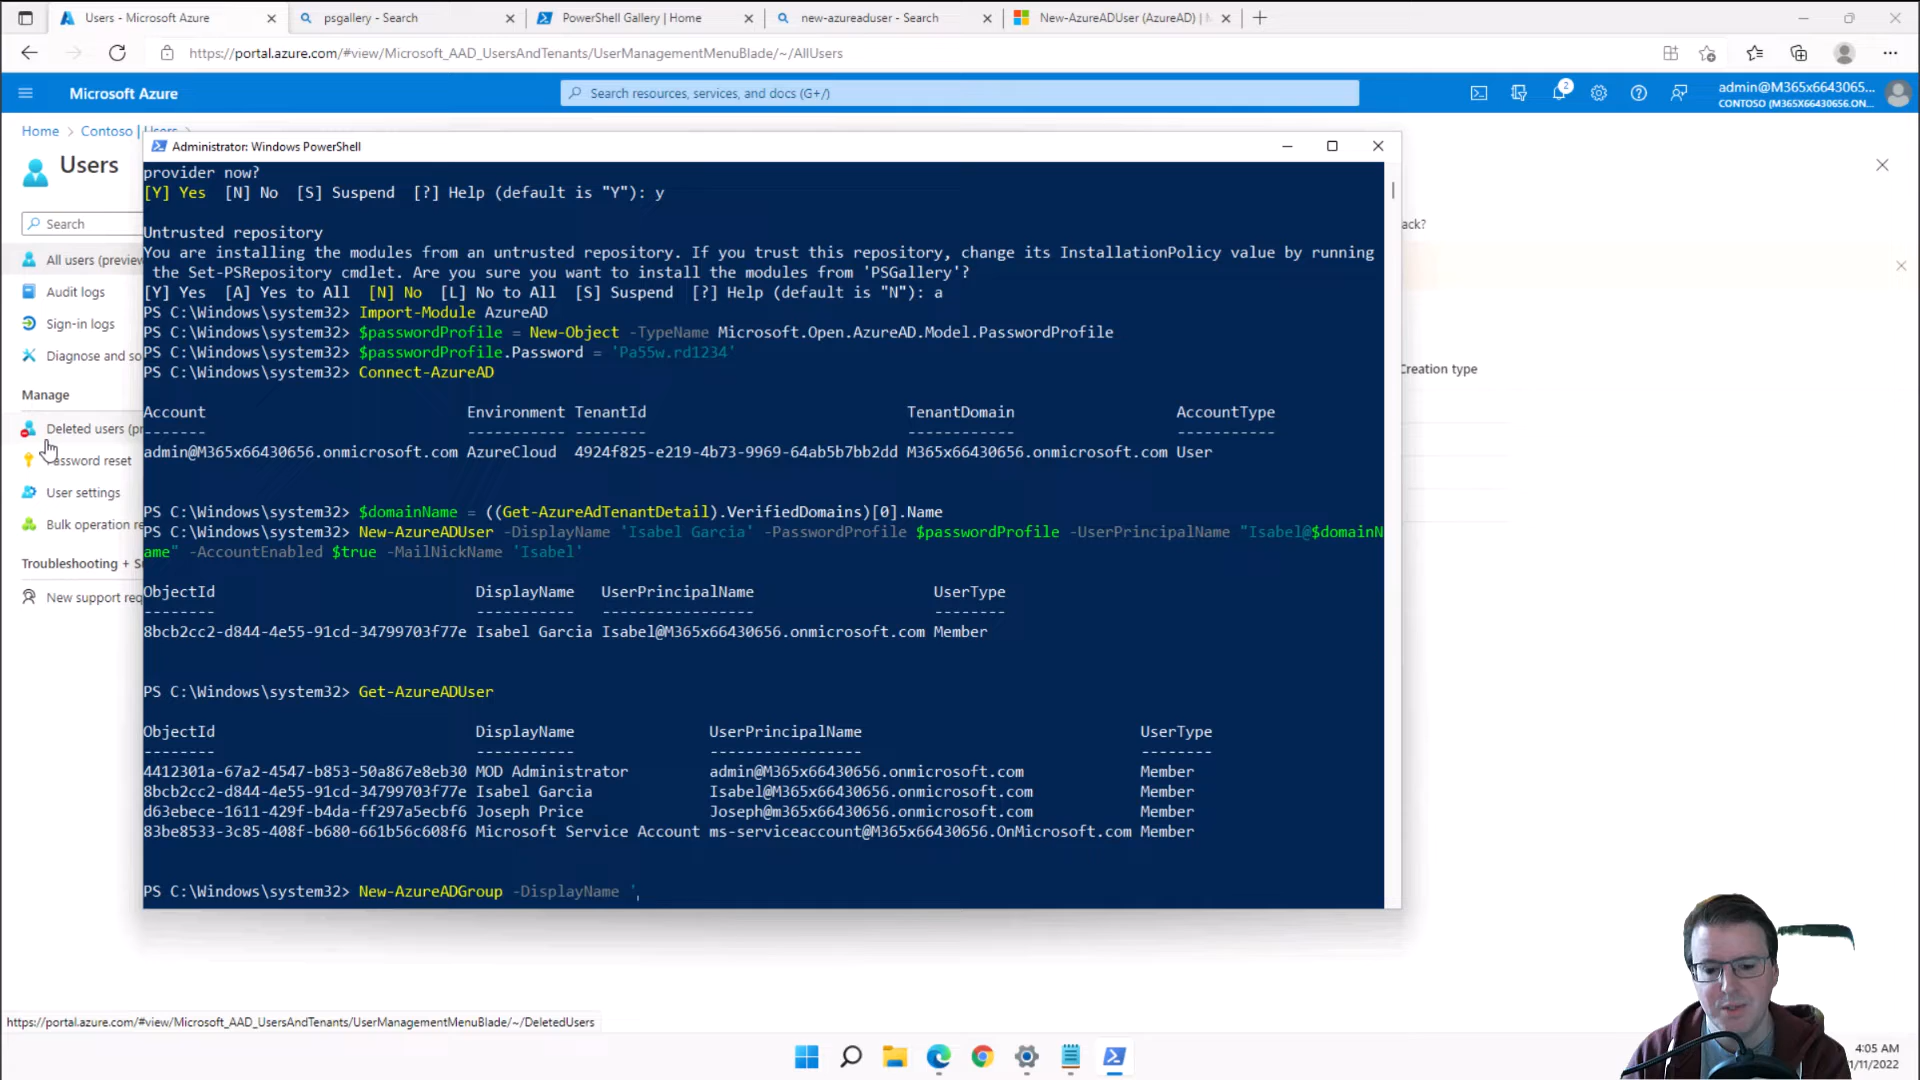 Users - Microsoft Azure
psgallery - Search
PowerShell Gallery | Home
new-azureaduser - Search
New-AzureADUser (AzureAD) |
https://portal.azure.com/#view/Microsoft_AAD_UsersAndTenants/UserManagementMenuBlade/~/AllUsers
Microsoft Azure
Search resources, services, and docs (G+/)
2
admin@M365x6643065...
CONTOSO (M365X66430656.ON...
Home > Contoso | Users >
Users
Search
All users (preview
Audit logs
Sign-in logs
Diagnose and so
Manage
Deleted users (pr
Password reset
User settings
Bulk operation re
Troubleshooting + S
New support req
ack?
Creation type
Administrator: Windows PowerShell
provider now?
[Y] Yes [N] No [S] Suspend [?] Help (default is "Y"): y
Untrusted repository
You are installing the modules from an untrusted repository. If you trust this repository, change its InstallationPolicy value by running
the Set-PSRepository cmdlet. Are you sure you want to install the modules from 'PSGallery'?
[Y] Yes [A] Yes to All [N] No [L] No to All [S] Suspend [?] Help (default is "N"): a
PS C:\Windows\system32> Import-Module AzureAD
PS C:\Windows\system32> $passwordProfile = New-Object -TypeName Microsoft.Open.AzureAD.Model.PasswordProfile
PS C:\Windows\system32> $passwordProfile.Password = 'Pa55w.rd1234'
PS C:\Windows\system32> Connect-AzureAD
Account Environment TenantId TenantDomain AccountType
------- ----------- -------- ------------ -----------
admin@M365x66430656.onmicrosoft.com AzureCloud 4924f825-e219-4b73-9969-64ab5b7bb2dd M365x66430656.onmicrosoft.com User
PS C:\Windows\system32> $domainName = ((Get-AzureAdTenantDetail).VerifiedDomains)[0].Name
PS C:\Windows\system32> New-AzureADUser -DisplayName 'Isabel Garcia' -PasswordProfile $passwordProfile -UserPrincipalName "Isabel@$domainN
ame" -AccountEnabled $true -MailNickName 'Isabel'
ObjectId DisplayName UserPrincipalName UserType
-------- ----------- ----------------- --------
8bcb2cc2-d844-4e55-91cd-34799703f77e Isabel Garcia Isabel@M365x66430656.onmicrosoft.com Member
PS C:\Windows\system32> Get-AzureADUser
ObjectId DisplayName UserPrincipalName UserType
-------- ----------- ----------------- --------
4412301a-67a2-4547-b853-50a867e8eb30 MOD Administrator admin@M365x66430656.onmicrosoft.com Member
8bcb2cc2-d844-4e55-91cd-34799703f77e Isabel Garcia Isabel@M365x66430656.onmicrosoft.com Member
d63ebece-1611-429f-b4da-ff297a5ecbf6 Joseph Price Joseph@m365x66430656.onmicrosoft.com Member
83be8533-3c85-408f-b680-661b56c608f6 Microsoft Service Account ms-serviceaccount@M365x66430656.OnMicrosoft.com Member
PS C:\Windows\system32> New-AzureADGroup -DisplayName '
https://portal.azure.com/#view/Microsoft_AAD_UsersAndTenants/UserManagementMenuBlade/~/DeletedUsers
4:05 AM
1/11/2022